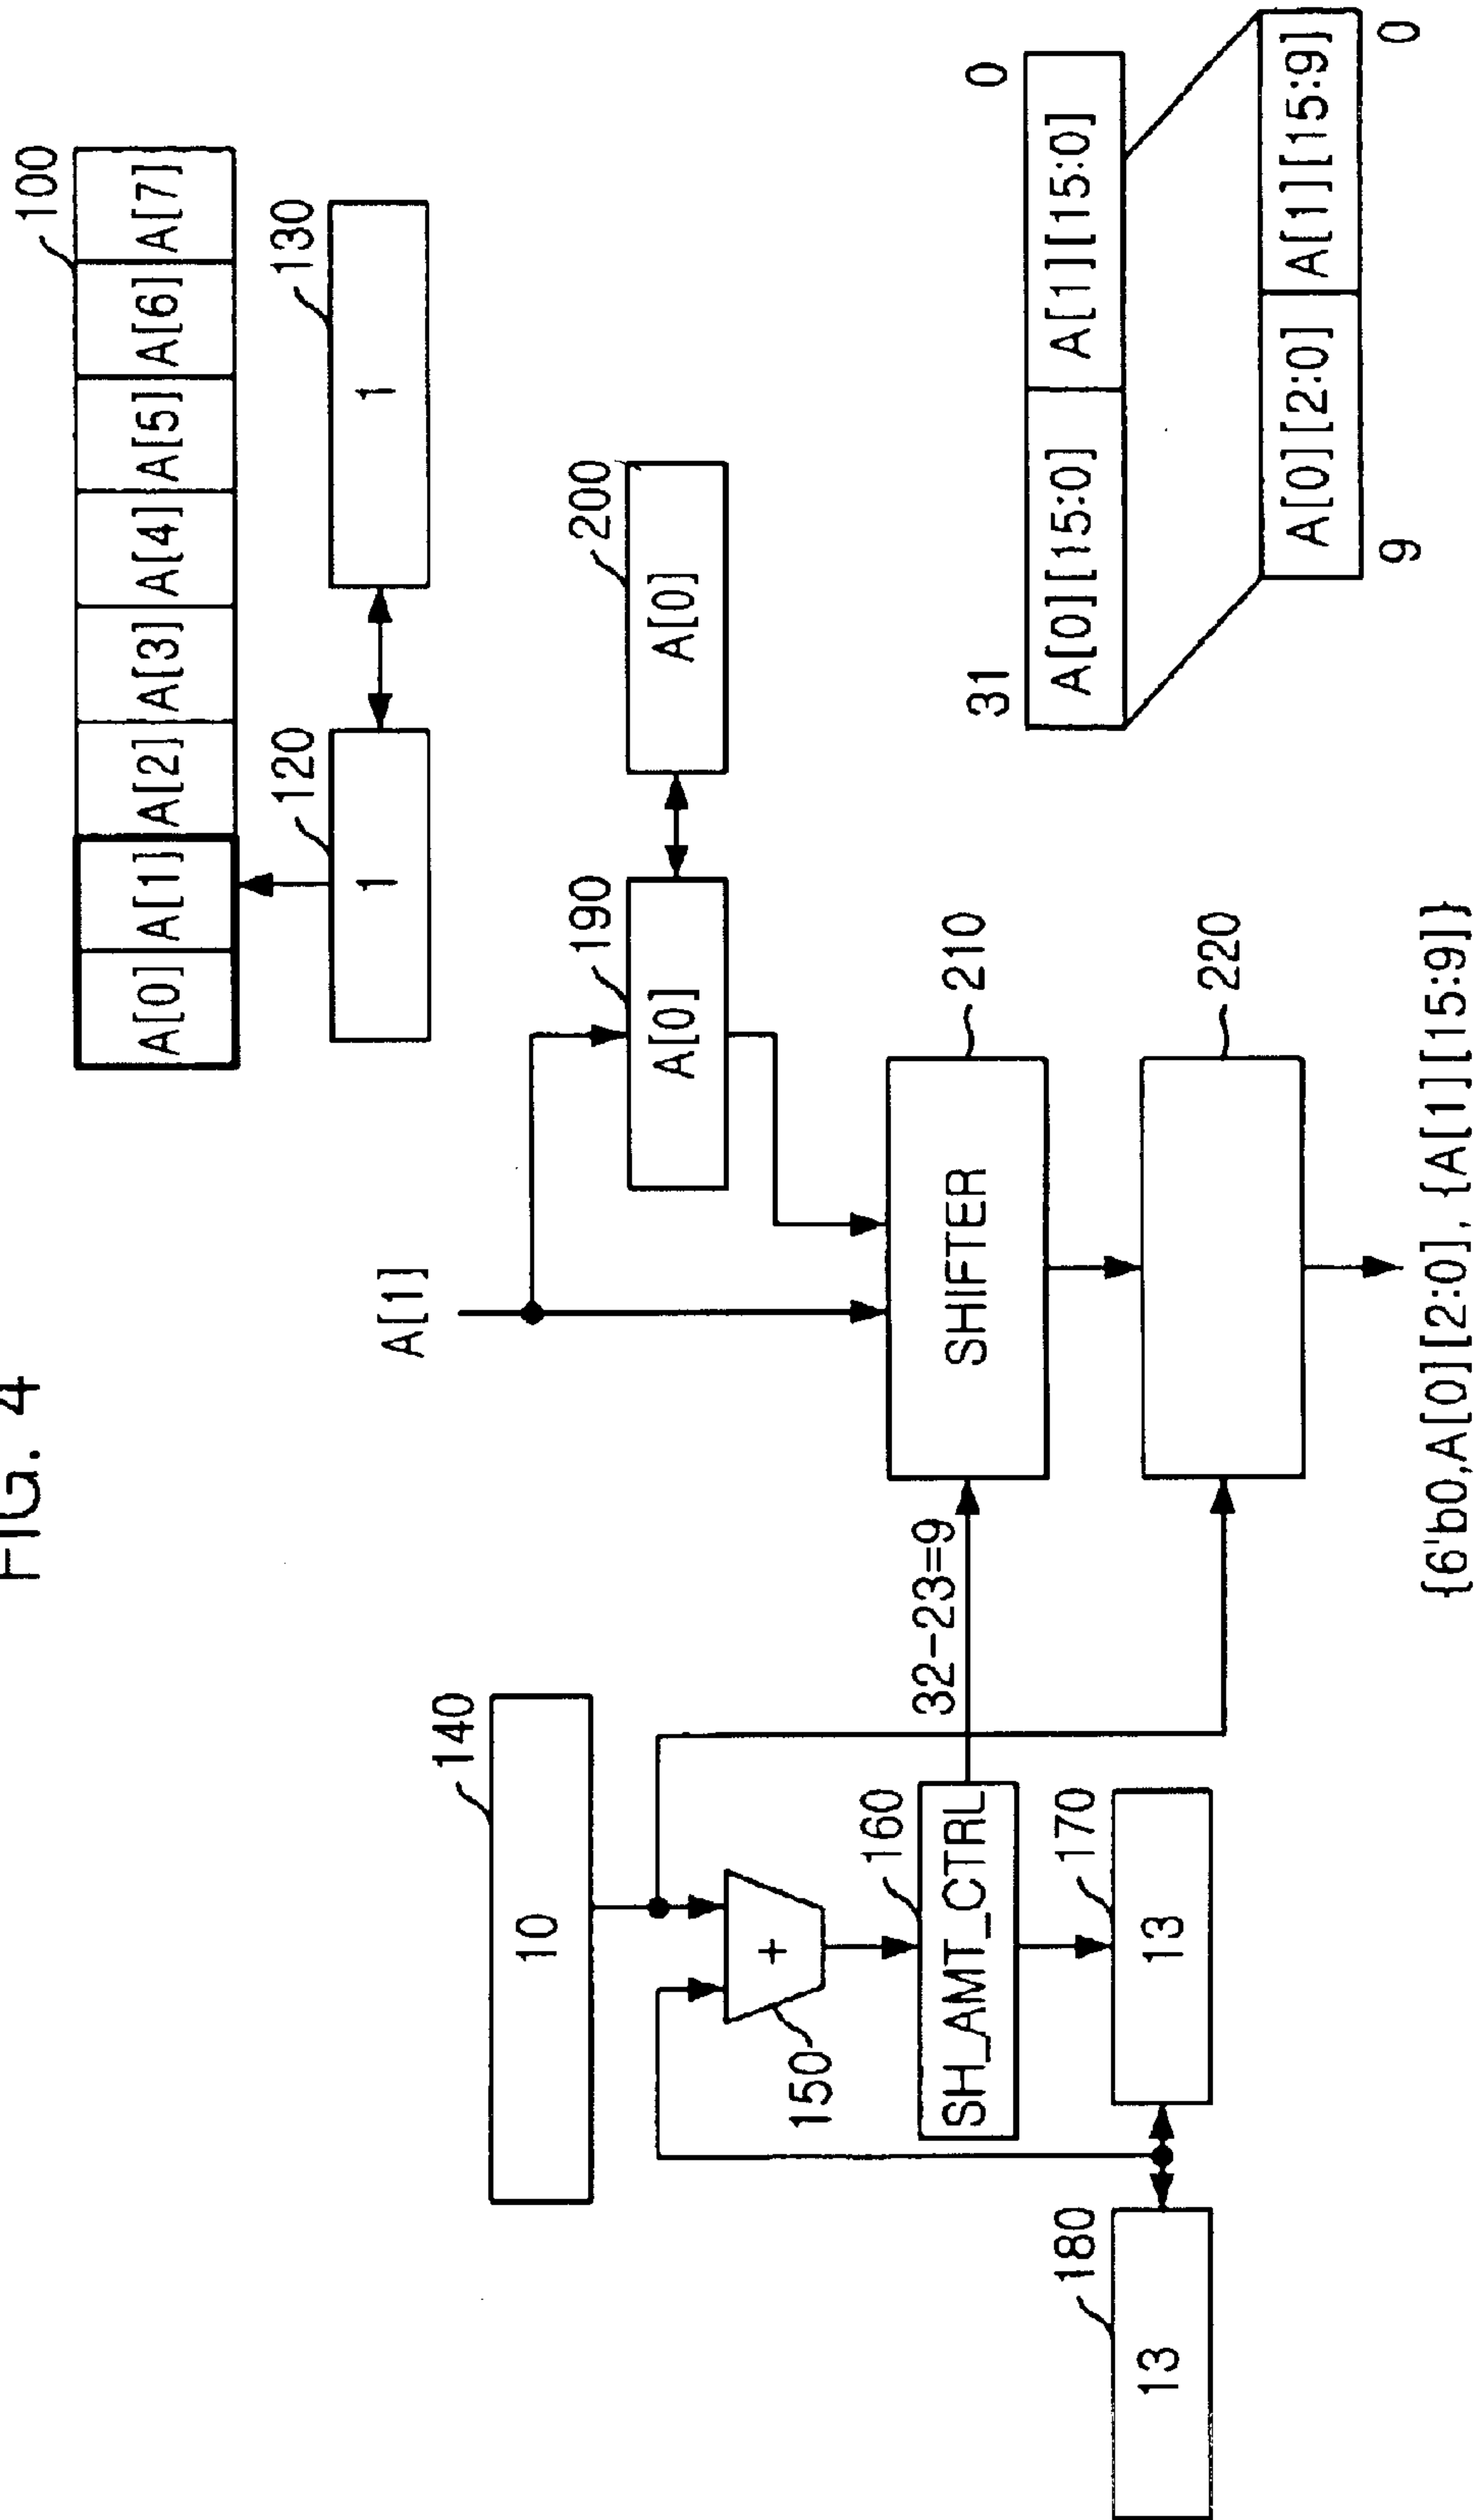 FIG. 4
100
A[0] A[1] A[2] A[3] A[4] A[5] A[6] A[7]
120
130
1
1
A[1]
190
200
A[0]
A[0]
140
10
+
150
160
SH_AMT_CTRL
32-23=9
SHIFTER
210
170
180
13
13
220
31
0
A[0][15:0] A[1][15:0]
A[0][2:0] A[1][15:9]
9
0
{6'b0,A[0][2:0], {A[1][15:9]}